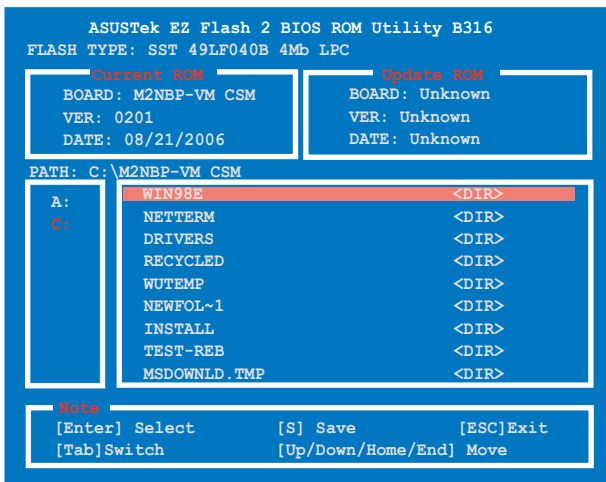 ASUSTek EZ Flash 2 BIOS ROM Utility B316
FLASH TYPE: SST 49LF040B 4Mb LPC
Current ROM
BOARD: M2NBP-VM CSM
VER: 0201
DATE: 08/21/2006
Update ROM
BOARD: Unknown
VER: Unknown
DATE: Unknown
PATH: C:\M2NBP-VM CSM
A:
C:
WIN98E <DIR>
NETTERM <DIR>
DRIVERS <DIR>
RECYCLED <DIR>
WUTEMP <DIR>
NEWFOL~1 <DIR>
INSTALL <DIR>
TEST-REB <DIR>
MSDOWNLD.TMP <DIR>
Note
[Enter] Select [S] Save [ESC]Exit
[Tab]Switch [Up/Down/Home/End] Move